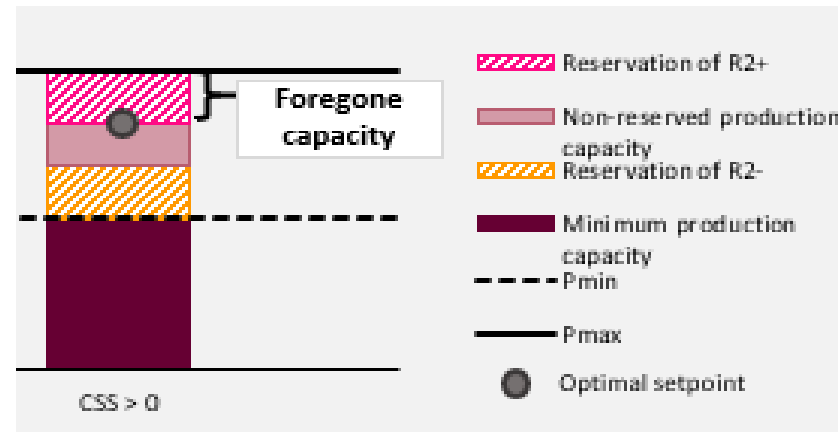 Foregone
capacity
CSS > 0
Reservation of R2+
Non-reserved production
capacity
Reservation of R2-
Minimum production
capacity
Pmin
Pmax
Optimal setpoint